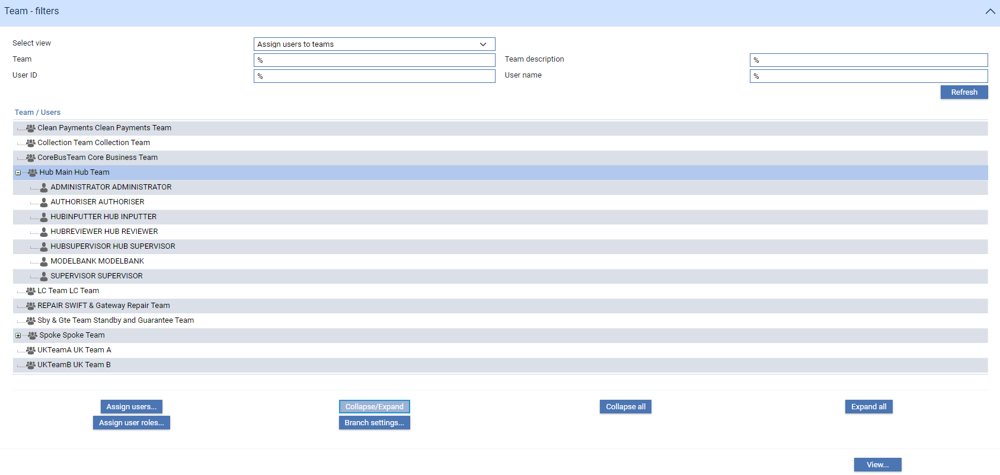 Team - filters
Select view
Assign users to teams
Team
%
Team description
%
User ID
%
User name
%
Refresh
Team / Users
Clean Payments Clean Payments Team
Collection Team Collection Team
CoreBusTeam Core Business Team
Hub Main Hub Team
ADMINISTRATOR ADMINISTRATOR
AUTHORISER AUTHORISER
HUBINPUTTER HUB INPUTTER
HUBREVIEWER HUB REVIEWER
HUBSUPERVISOR HUB SUPERVISOR
MODELBANK MODELBANK
SUPERVISOR SUPERVISOR
LC Team LC Team
REPAIR SWIFT & Gateway Repair Team
Sby & Gte Team Standby and Guarantee Team
Spoke Spoke Team
UKTeamA UK Team A
UKTeamB UK Team B
Assign users...
Collapse/Expand
Collapse all
Expand all
Assign user roles...
Branch settings...
View...